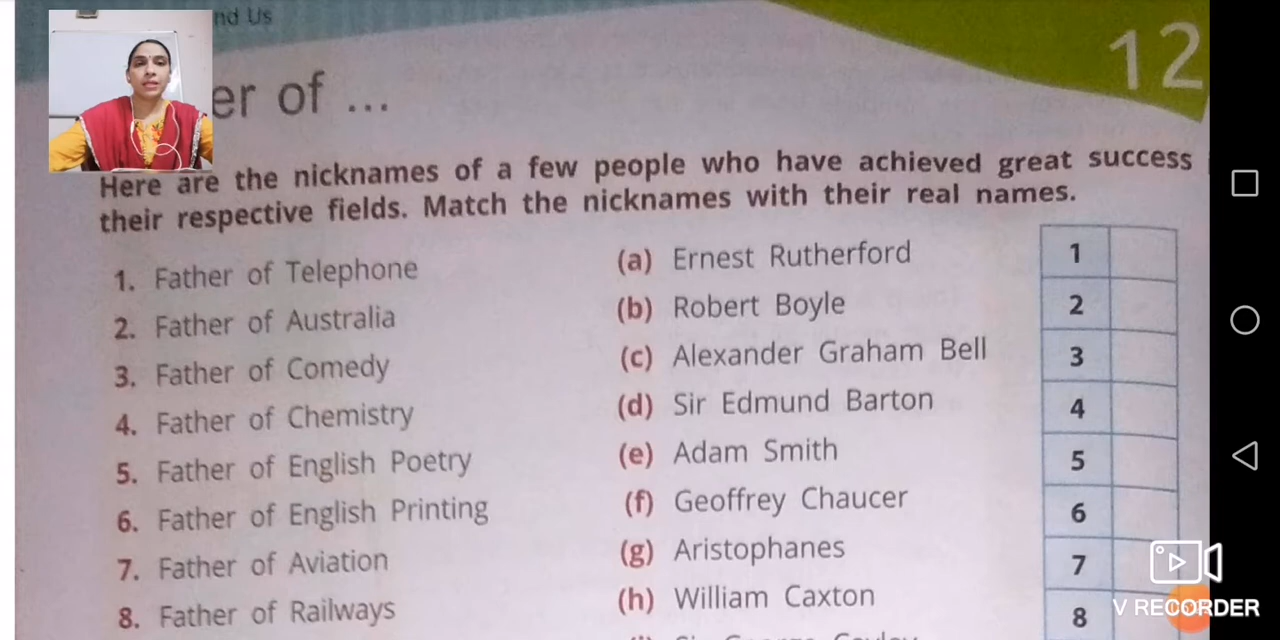 nd Us
12
er of ...
Here are the nicknames of a few people who have achieved great success
their respective fields. Match the nicknames with their real names.
1. Father of Telephone
2. Father of Australia
3. Father of Comedy
4. Father of Chemistry
5. Father of English Poetry
6. Father of English Printing
7. Father of Aviation
8. Father of Railways
(a) Ernest Rutherford
(b) Robert Boyle
(c) Alexander Graham Bell
(d) Sir Edmund Barton
(e) Adam Smith
(f) Geoffrey Chaucer
(g) Aristophanes
(h) William Caxton
1
2
3
4
5
6
7
8
V RECORDER